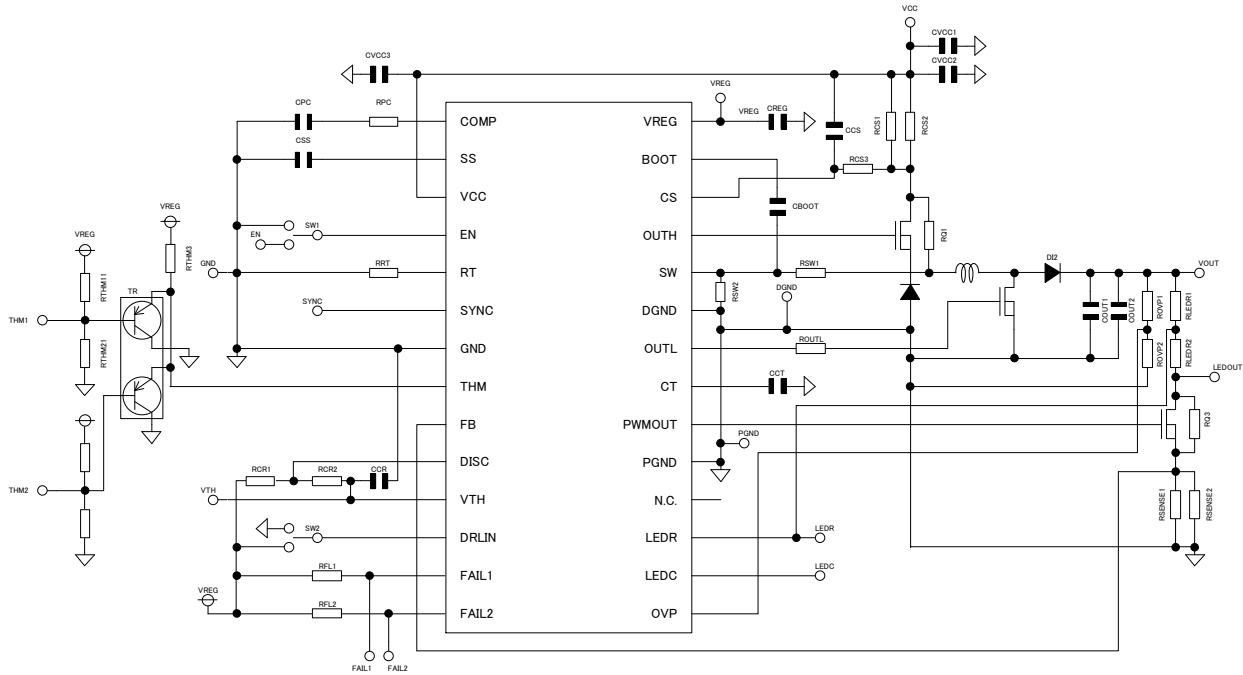 VCC
CVCC1
CVCC2
CVCC3
VREG
VREG
CREG
CPC
RPC
CSS
CCS
RCS1
RCS2
RCS3
COMP
SS
VCC
EN
RT
SYNC
GND
THM
FB
DISC
VTH
DRLIN
FAIL1
FAIL2
VREG
BOOT
CS
OUTH
SW
DGND
OUTL
CT
PWMOUT
PGND
N.C.
LEDR
LEDC
OVP
CBOOT
RQ1
EN
SW1
VREG
VREG
RTHM3
RTHM11
GND
RRT
TR
SYNC
THM1
RTHM21
THM2
RSW1
RSW2
DGND
DI2
VOUT
COUT1
COUT2
ROVP1
RLEDR1
ROVP2
RLEDR2
ROUTL
CCT
LEDOUT
RQ3
PGND
RSENSE1
RSENSE2
RCR1
RCR2
CCR
VTH
SW2
LEDR
LEDC
RFL1
VREG
RFL2
FAIL1
FAIL2